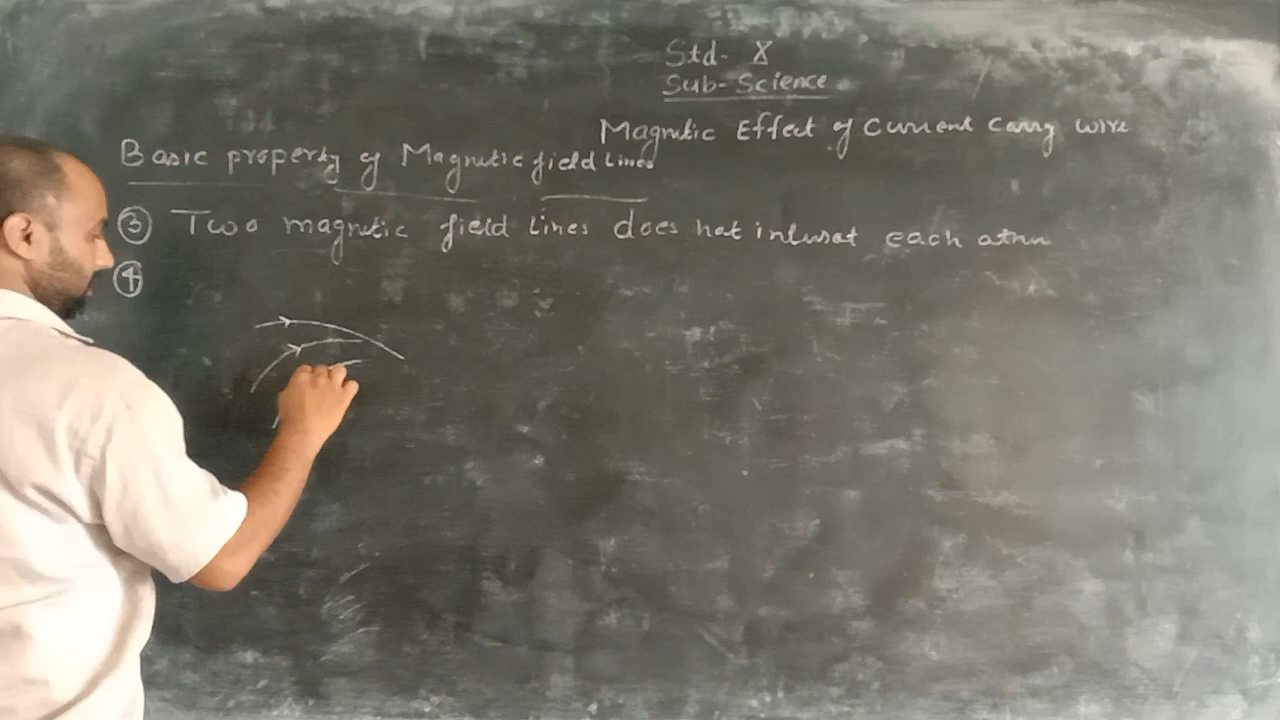 Std- X
Sub-Science
Magnetic Effect of Current Carry wire
Basic property of Magnetic field Lines
③ Two magnetic field Lines does not intersect each other
④